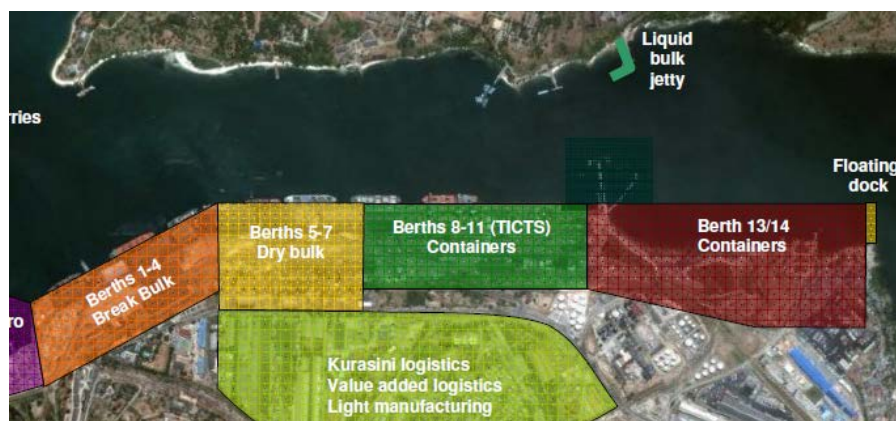 Liquid
bulk
jetty
rries
Floating
dock
Berths 1-4
Break Bulk
Berths 5-7
Dry bulk
Berths 8-11 (TICTS)
Containers
Berth 13/14
Containers
ro
Kurasini logistics
Value added logistics
Light manufacturing